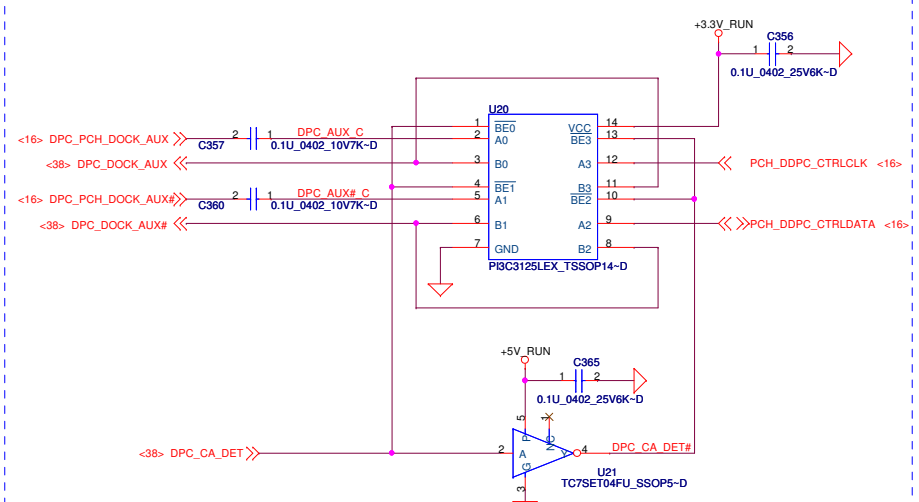 +3.3V_RUN
C356
1 2
0.1U_0402_25V6K~D
U20
<16> DPC_PCH_DOCK_AUX 2 1 DPC_AUX_C 1 BE0 VCC 14
C357 0.1U_0402_10V7K~D 2 A0 BE3 13
<38> DPC_DOCK_AUX 3 B0 A3 12 PCH_DDPC_CTRLCLK <16>
4 BE1 B3 11
<16> DPC_PCH_DOCK_AUX# 2 1 DPC_AUX#_C 5 A1 BE2 10
C360 0.1U_0402_10V7K~D
<38> DPC_DOCK_AUX# 6 B1 A2 9 PCH_DDPC_CTRLDATA <16>
7 GND B2 8
PI3C3125LEX_TSSOP14~D
+5V_RUN
C365
1 2
0.1U_0402_25V6K~D
5 P 1 NC
<38> DPC_CA_DET 2 A Y 4 DPC_CA_DET#
G 3
U21
TC7SET04FU_SSOP5~D